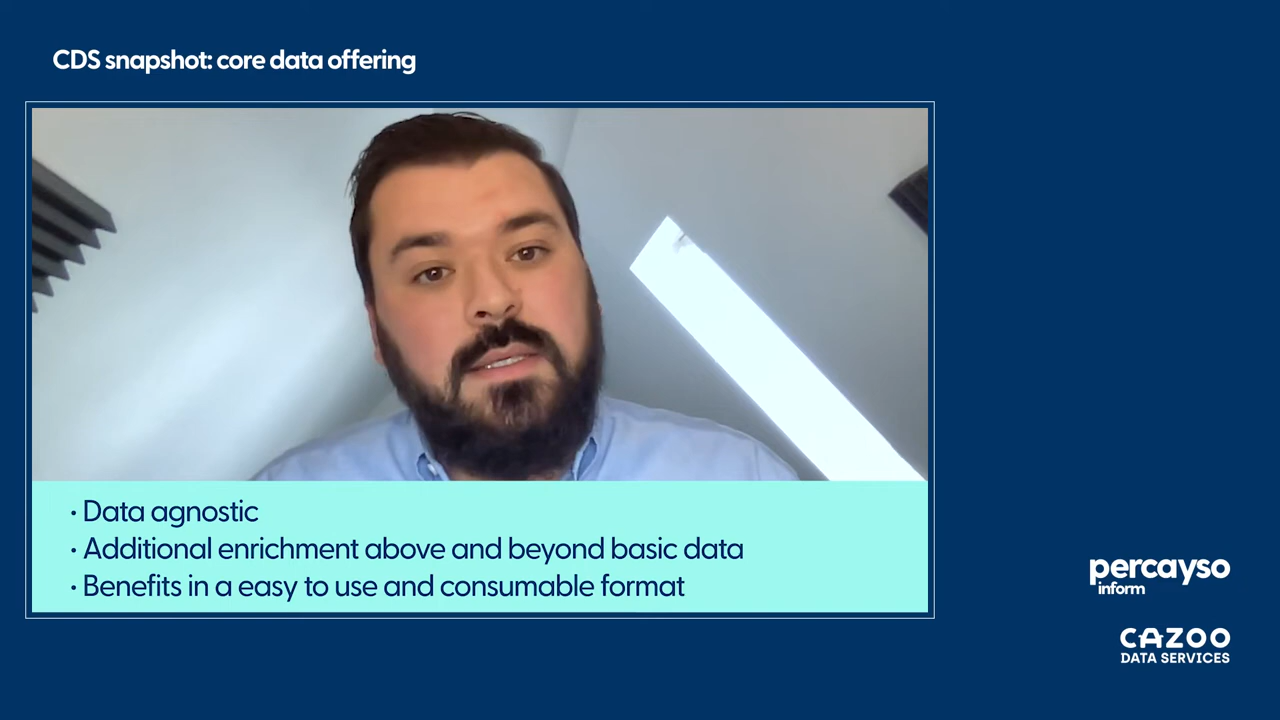 CDS snapshot: core data offering
· Data agnostic
· Additional enrichment above and beyond basic data
· Benefits in a easy to use and consumable format
percayso
inform
CAZOO
DATA SERVICES